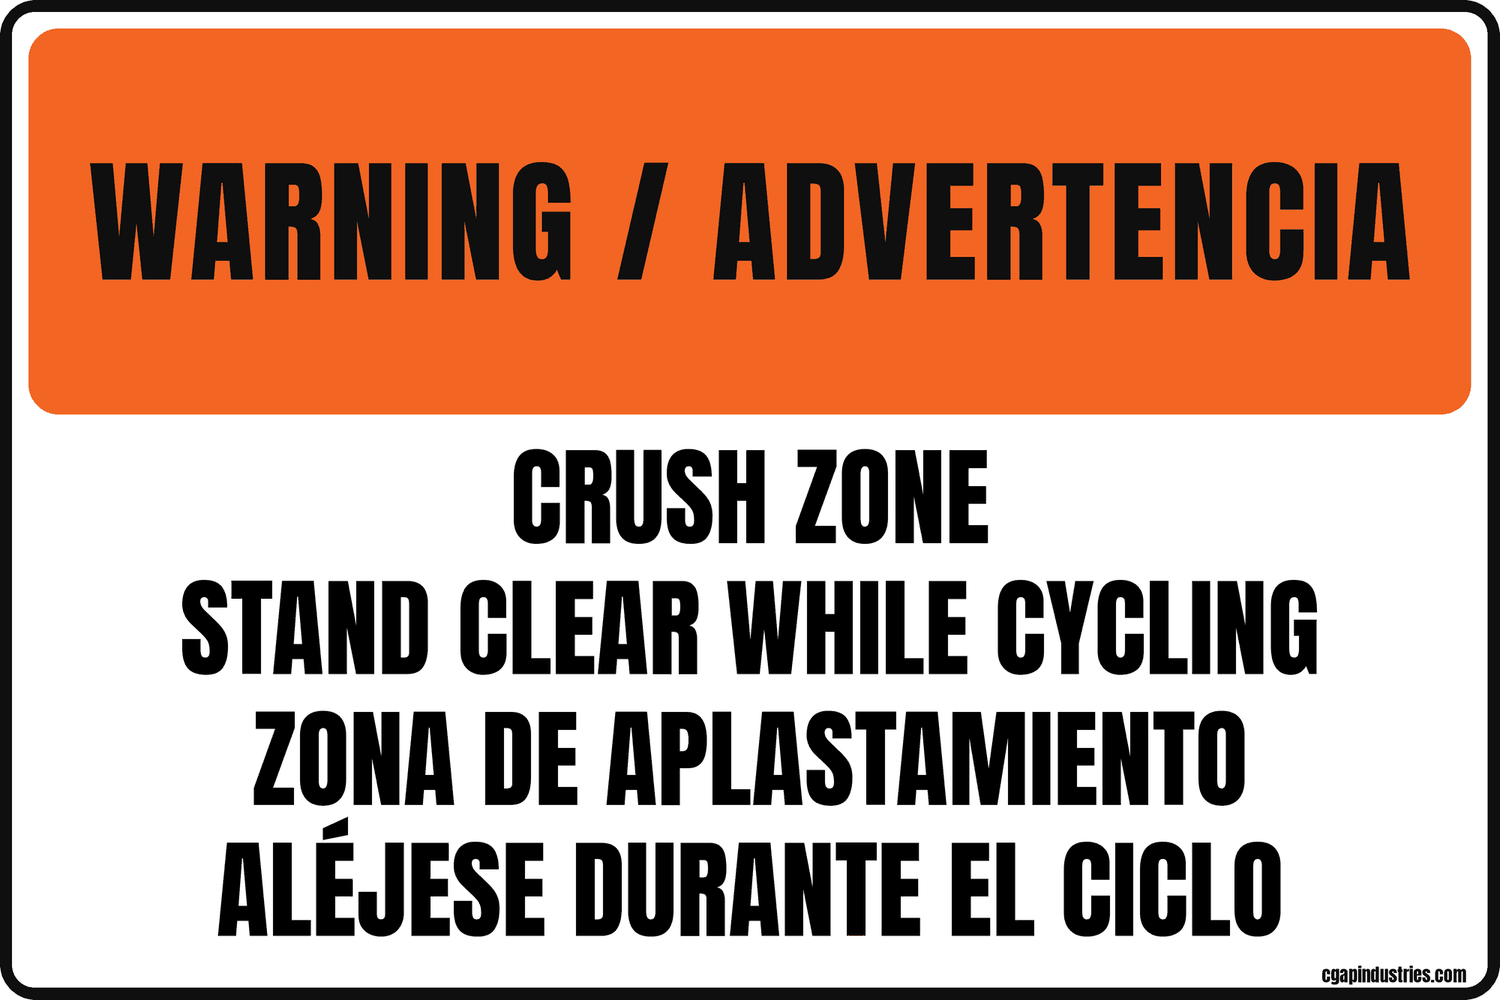 WARNING / ADVERTENCIA
CRUSH ZONE
STAND CLEAR WHILE CYCLING
ZONA DE APLASTAMIENTO
ALÉJESE DURANTE EL CICLO
cgapindustries.com